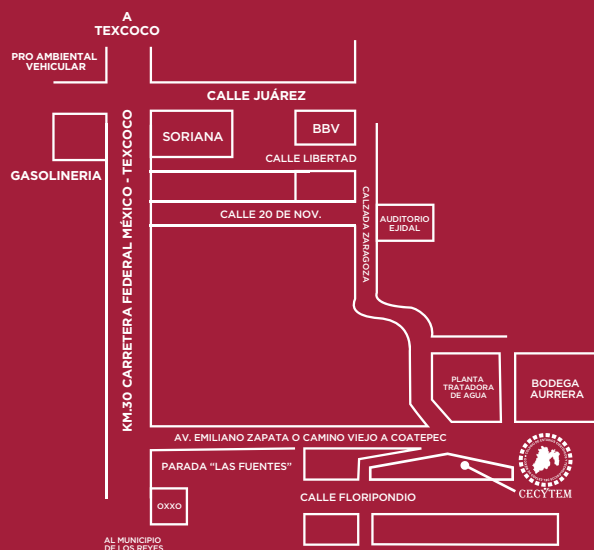 A
TEXCOCO
PRO AMBIENTAL
VEHICULAR
CALLE JUÁREZ
SORIANA
BBV
GASOLINERIA
CALLE LIBERTAD
KM.30 CARRETERA FEDERAL MÉXICO - TEXCOCO
CALZADA ZARAGOZA
CALLE 20 DE NOV.
AUDITORIO
EJIDAL
PLANTA
TRATADORA
DE AGUA
BODEGA
AURRERA
AV. EMILIANO ZAPATA O CAMINO VIEJO A COATEPEC
PARADA "LAS FUENTES"
CECYTEM
CALLE FLORIPONDIO
OXXO
AL MUNICIPIO
DE LOS REYES